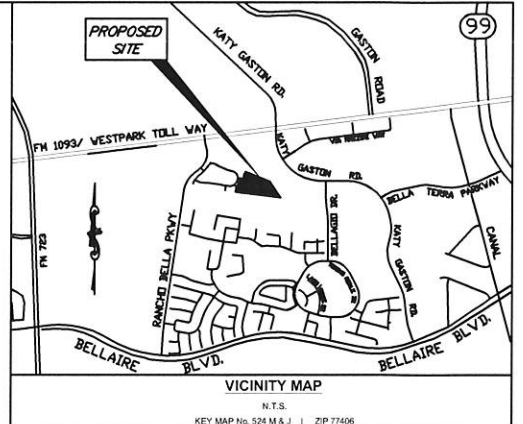 PROPOSED
SITE
99
KATY GASTON RD.
GASTON
ROAD
FM 1093/ WESTPARK TOLL WAY
KATY
GASTON RD.
BELLA TERRA PARKWAY
FM 723
RANCHO BELLA PKWY
BELLAGIO DR.
KATY GASTON RD.
CANAL
BELLAIRE BLVD.
BELLAIRE BLVD.
VICINITY MAP
N.T.S.
KEY MAP No. 524 M & J | ZIP 77406